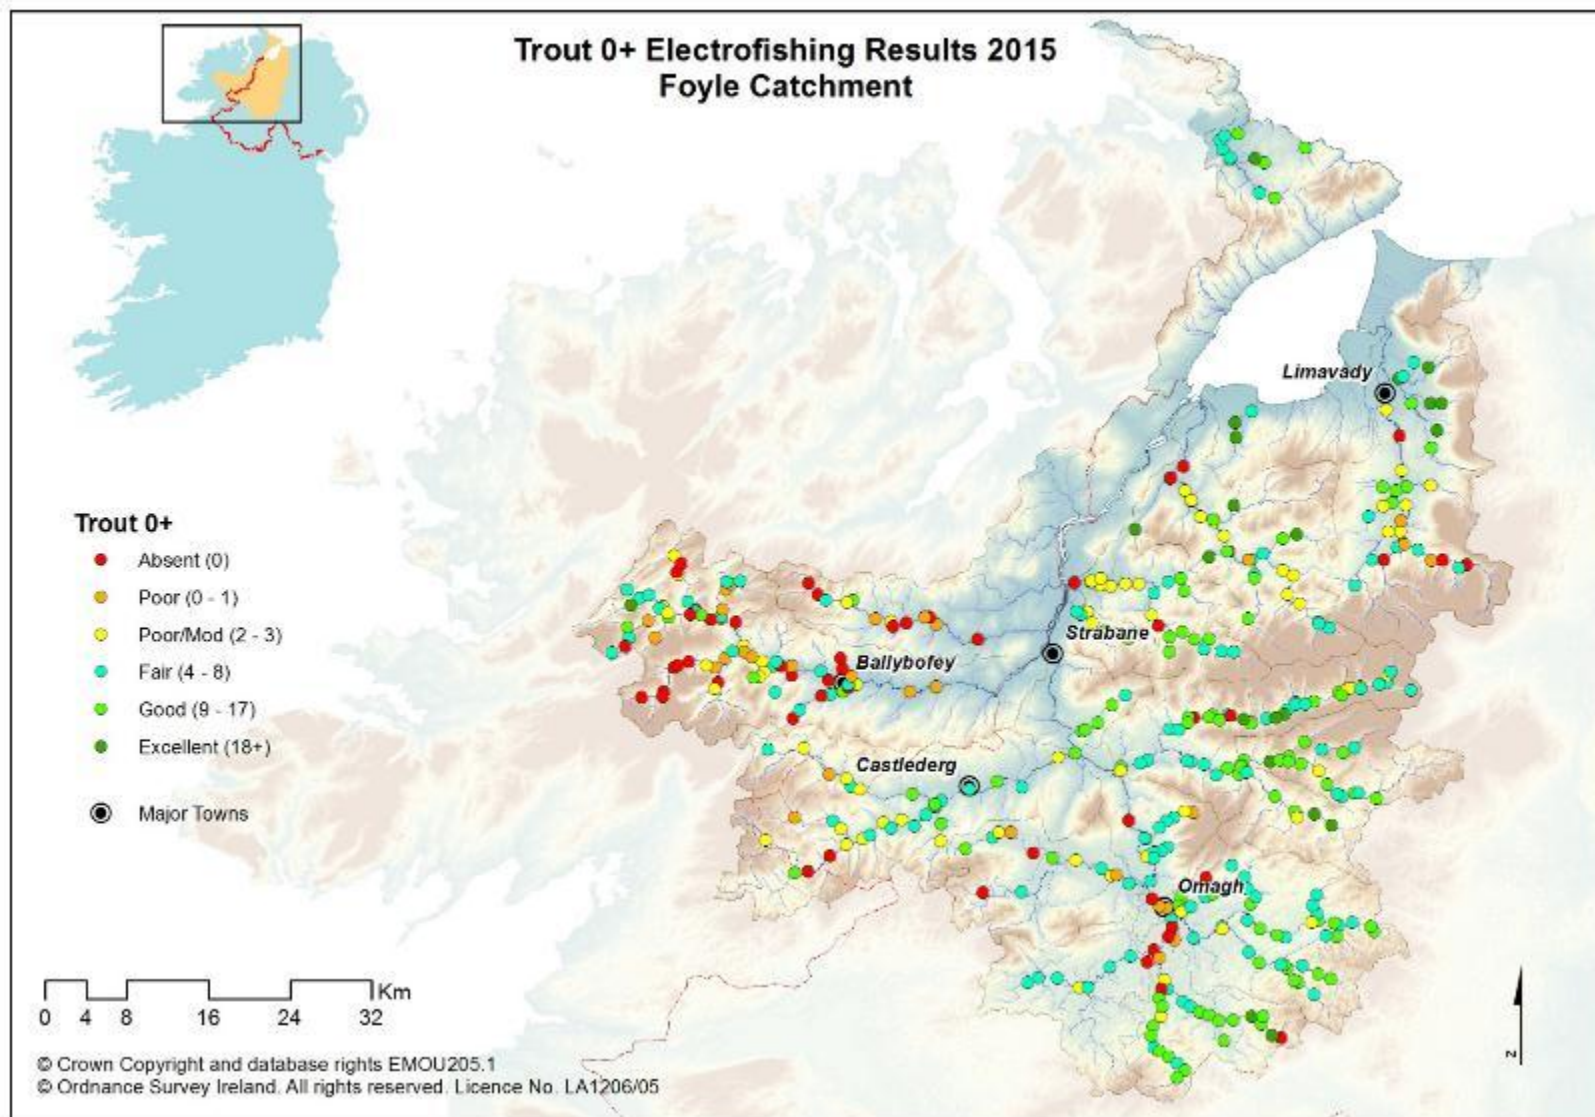 Trout 0+ Electrofishing Results 2015
Foyle Catchment
Limavady
Strabane
Ballybofey
Castlederg
Omagh
Trout 0+
Absent (0)
Poor (0 - 1)
Poor/Mod (2 - 3)
Fair (4 - 8)
Good (9 - 17)
Excellent (18+)
Major Towns
Km
0 4 8 16 24 32
© Crown Copyright and database rights EMOU205.1
© Ordnance Survey Ireland. All rights reserved. Licence No. LA1206/05
N